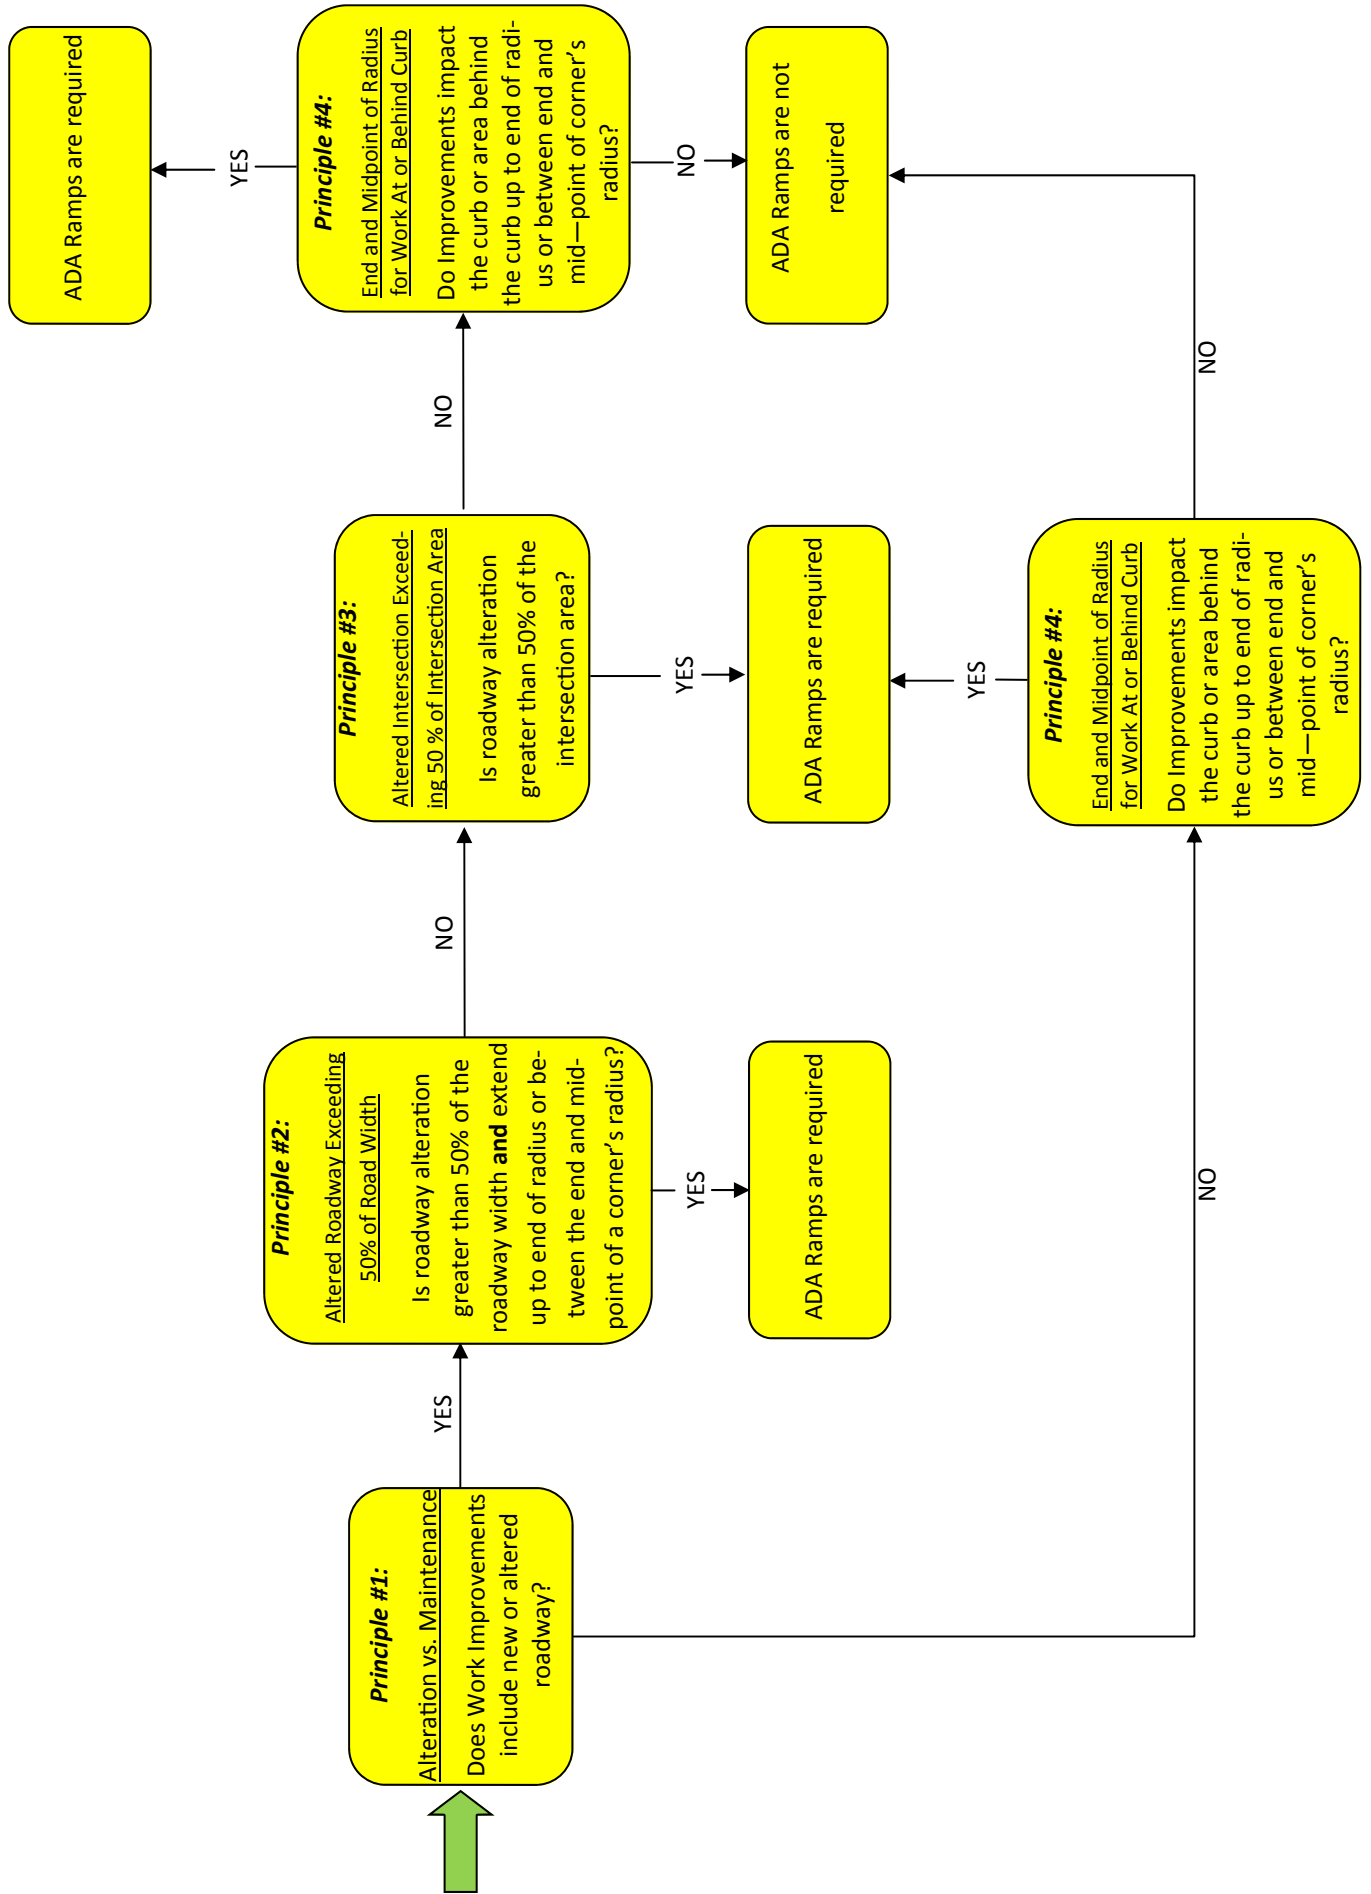 Principle #1:
Alteration vs. Maintenance
Does Work Improvements
include new or altered
roadway?
YES
NO
Principle #2:
Altered Roadway Exceeding
50% of Road Width
Is roadway alteration
greater than 50% of the
roadway width and extend
up to end of radius or be-
tween the end and mid-
point of a corner’s radius?
YES
ADA Ramps are required
NO
Principle #3:
Altered Intersection Exceed-
ing 50 % of Intersection Area
Is roadway alteration
greater than 50% of the
intersection area?
YES
ADA Ramps are required
YES
Principle #4:
End and Midpoint of Radius
for Work At or Behind Curb
Do Improvements impact
the curb or area behind
the curb up to end of radi-
us or between end and
mid—point of corner’s
radius?
NO
NO
ADA Ramps are required
YES
Principle #4:
End and Midpoint of Radius
for Work At or Behind Curb
Do Improvements impact
the curb or area behind
the curb up to end of radi-
us or between end and
mid—point of corner’s
radius?
NO
ADA Ramps are not
required